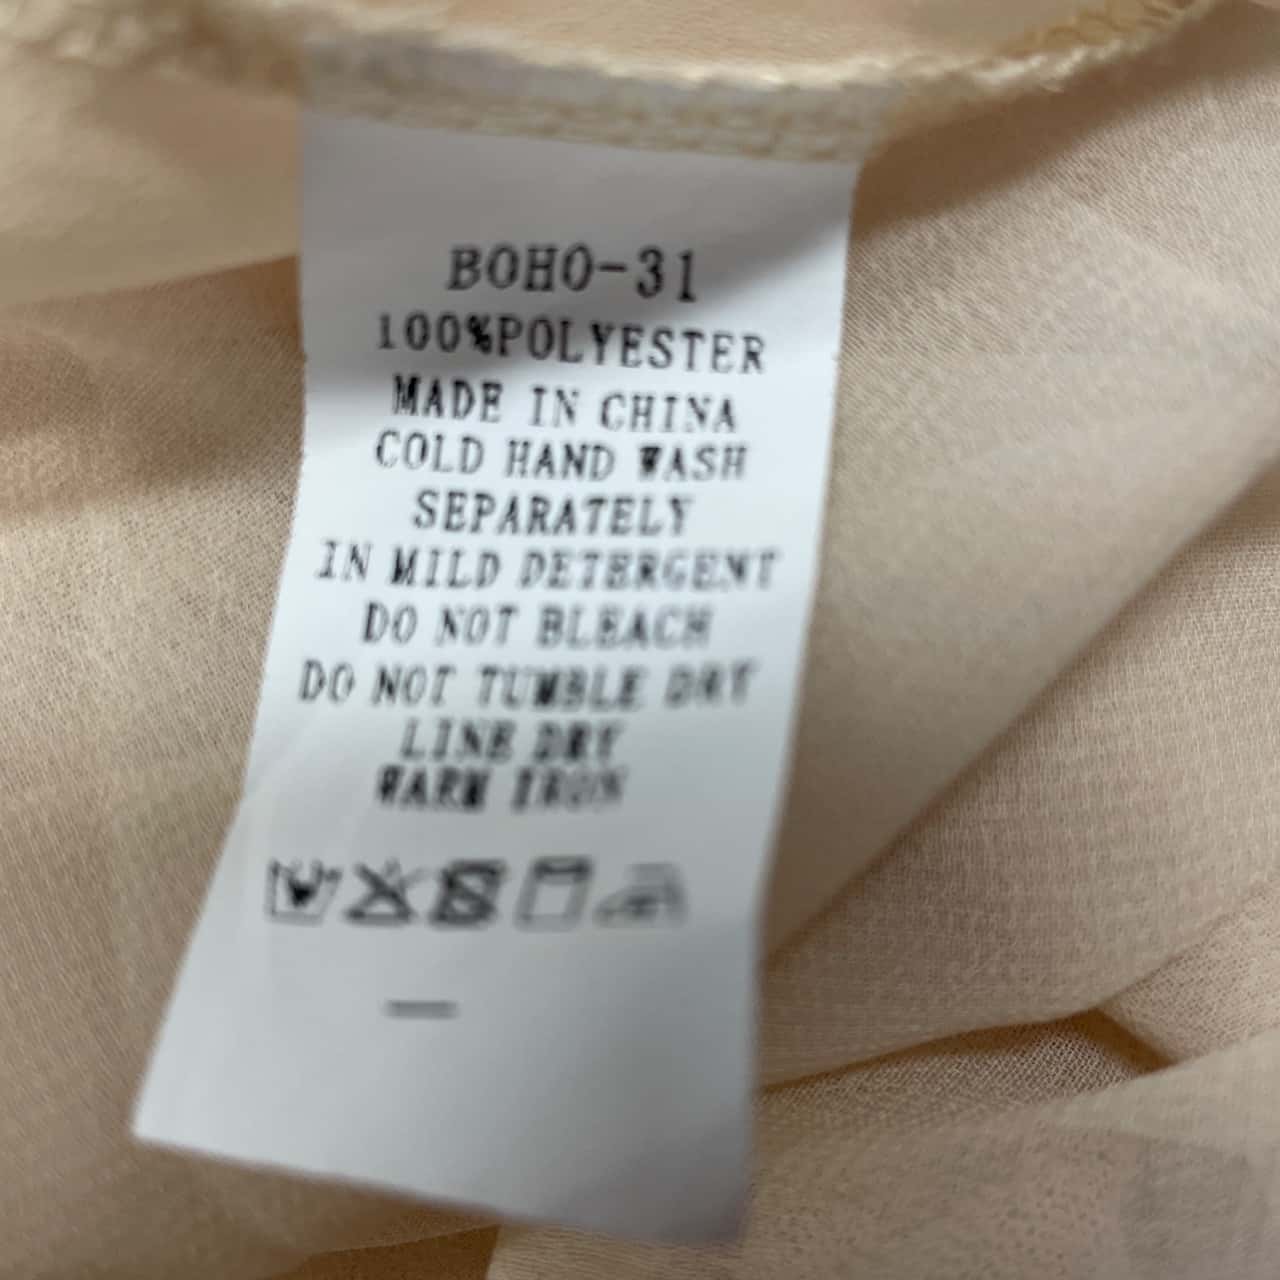 BOHO-31
100%POLYESTER
MADE IN CHINA
COLD HAND WASH
SEPARATELY
IN MILD DETERGENT
DO NOT BLEACH
DO NOT TUMBLE DRY
LINE DRY
WARM IRON